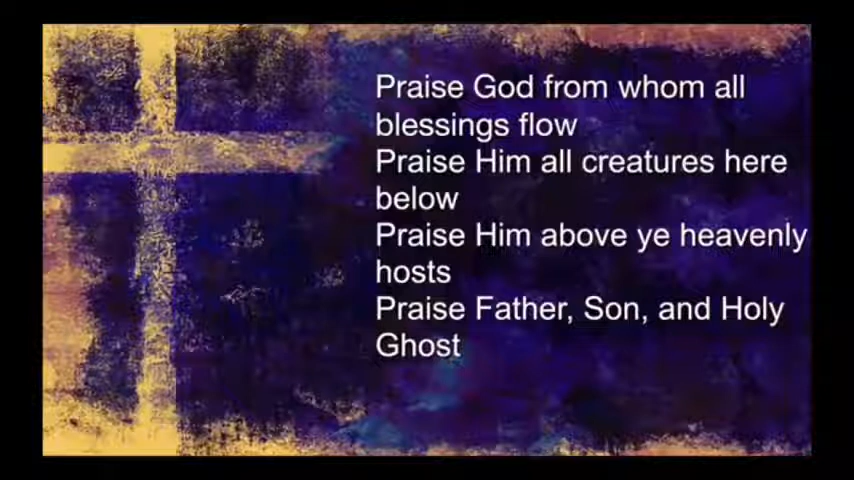 Praise God from whom all
blessings flow
Praise Him all creatures here
below
Praise Him above ye heavenly
hosts
Praise Father, Son, and Holy
Ghost